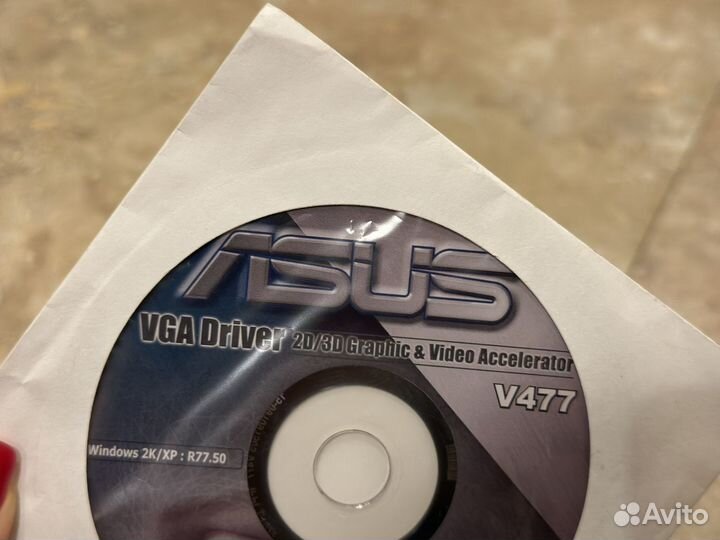 ASUS
VGA Driver 2D/3D Graphic & Video Accelerator
V477
Windows 2K/XP : R77.50
Avito